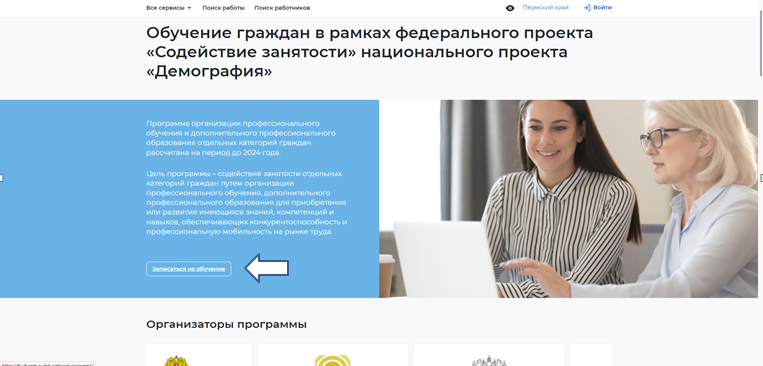 Все сервисы Поиск работы Поиск работников Пермский край Войти
Обучение граждан в рамках федерального проекта
«Содействие занятости» национального проекта
«Демография»
Программа организации профессионального
обучения и дополнительного профессионального
образования отдельных категорий граждан
рассчитана на период до 2024 года.
Цель программы – содействие занятости отдельных
категорий граждан путем организации
профессионального обучения, дополнительного
профессионального образования для приобретения
или развития имеющихся знаний, компетенций и
навыков, обеспечивающих конкурентоспособность и
профессиональную мобильность на рынке труда.
Записаться на обучение
Организаторы программы